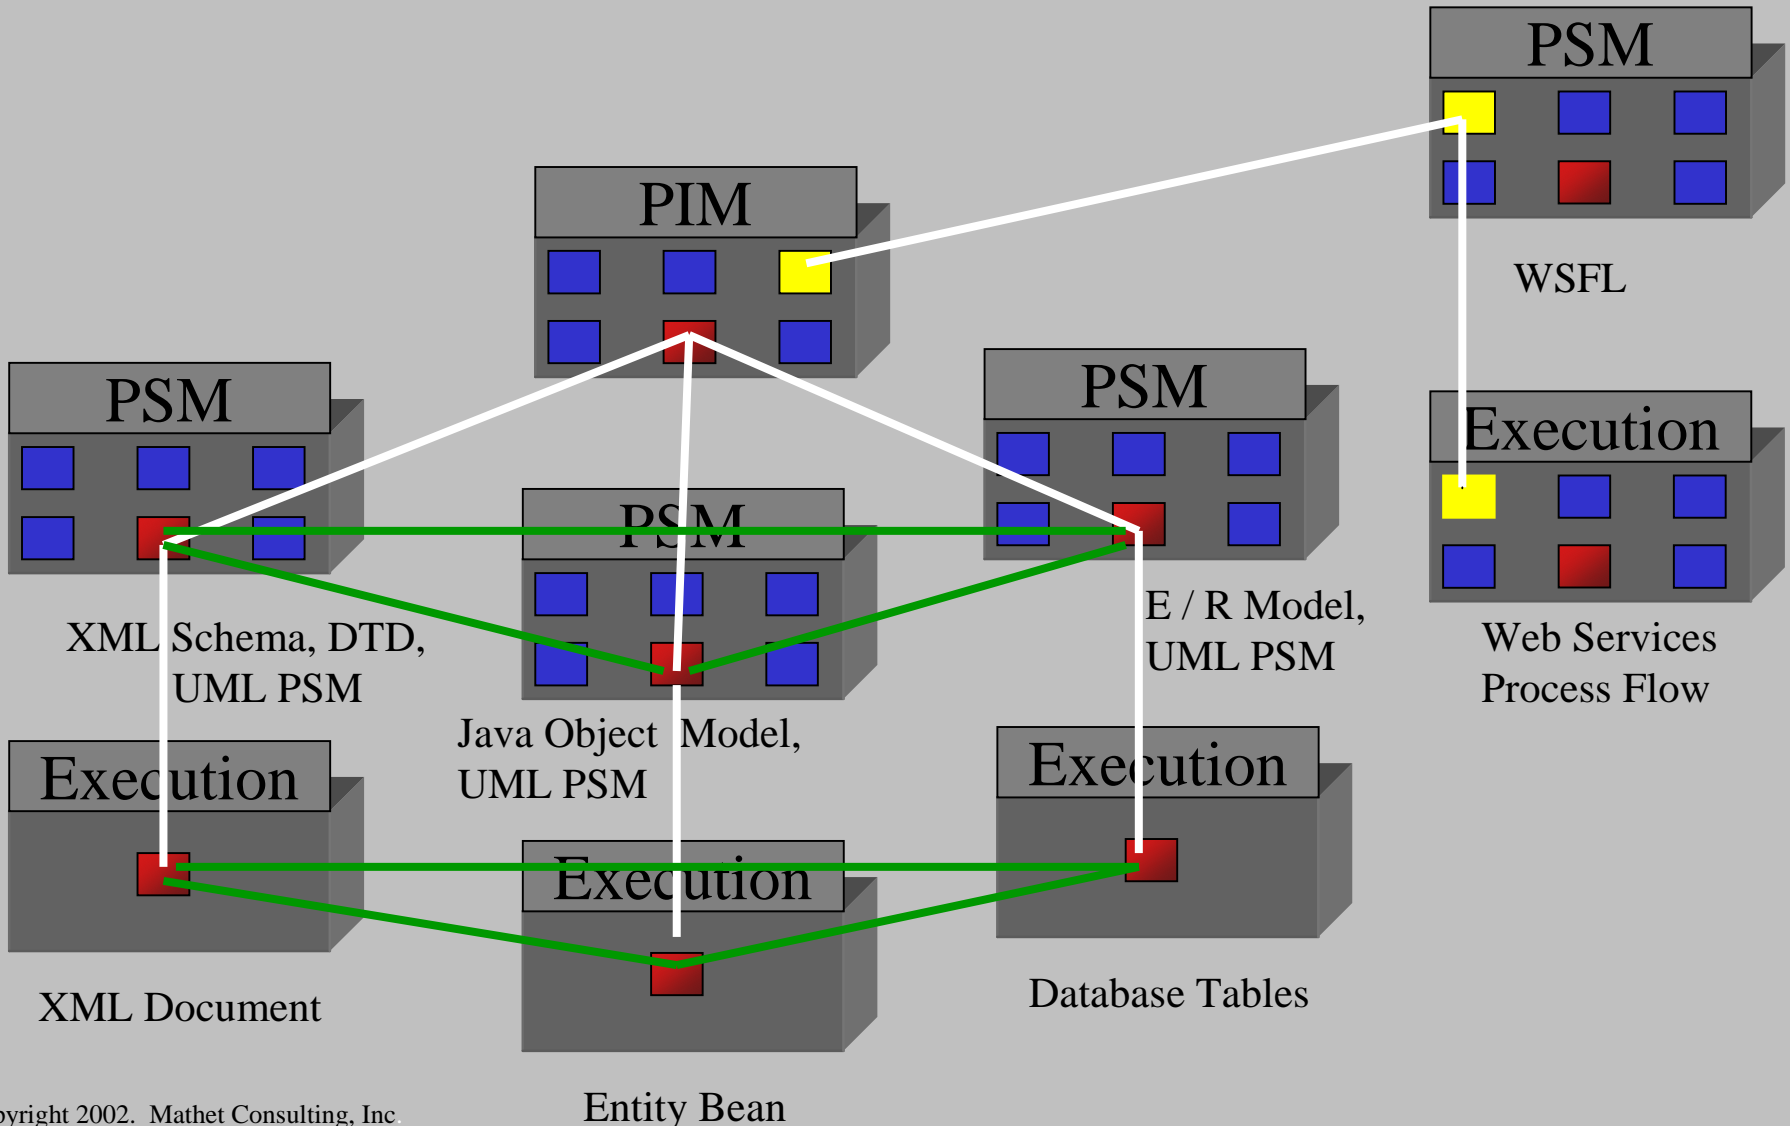 PSM
PIM
WSFL
PSM
PSM
Execution
PSM
XML Schema, DTD,
UML PSM
E / R Model,
UML PSM
Web Services
Process Flow
Java Object Model,
UML PSM
Execution
Execution
Execution
XML Document
Database Tables
Entity Bean
pyright 2002. Mathet Consulting, Inc.